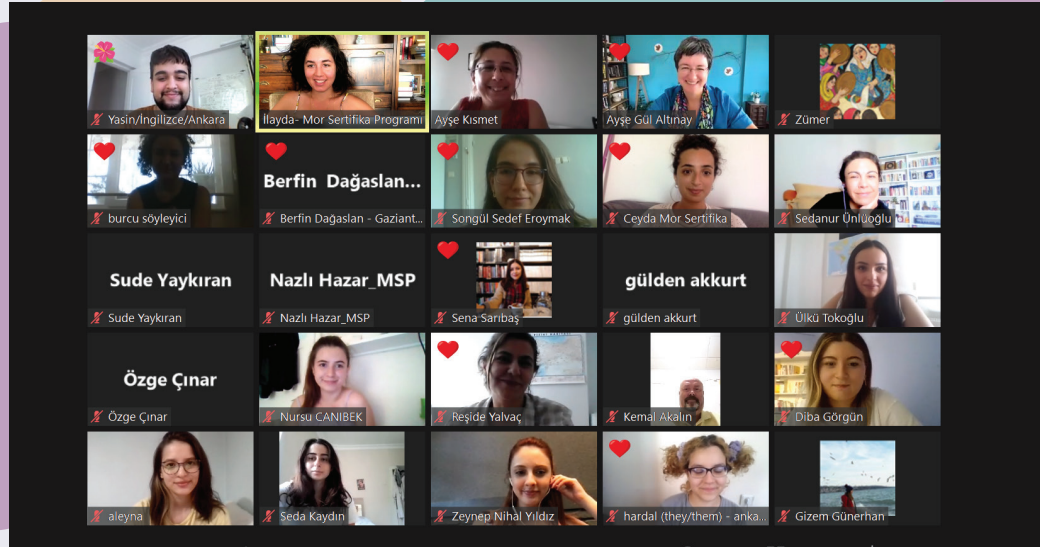 Yasin/İngilizce/Ankara
İlayda- Mor Sertifika Programı
Ayşe Kısmet
Ayşe Gül Altınay
Zümer
burcu söyleyici
Berfin Dağaslan...
Berfin Dağaslan - Gaziant...
Songül Sedef Eroymak
Ceyda Mor Sertifika
Sedanur Ünlüoğlu
Sude Yaykıran
Sude Yaykıran
Nazlı Hazar_MSP
Nazlı Hazar_MSP
Sena Sarıbaş
gülden akkurt
gülden akkurt
Ülkü Tokoğlu
Özge Çınar
Özge Çınar
Nursu CANIBEK
Reşide Yalvaç
Kemal Akalın
Diba Görgün
aleyna
Seda Kaydın
Zeynep Nihal Yıldız
hardal (they/them) - anka...
Gizem Günerhan